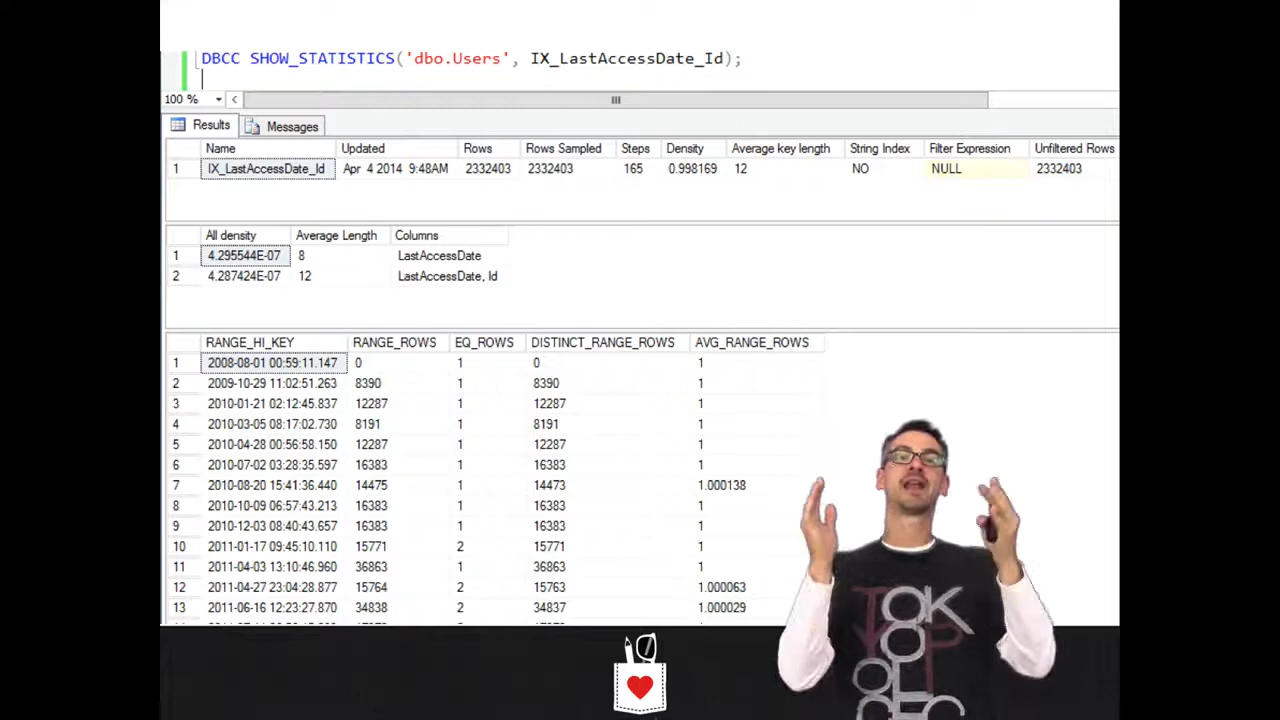 DBCC SHOW_STATISTICS('dbo.Users', IX_LastAccessDate_Id);
100 %
Results Messages
Name Updated Rows Rows Sampled Steps Density Average key length String Index Filter Expression Unfiltered Rows
1 IX_LastAccessDate_Id Apr 4 2014 9:48AM 2332403 2332403 165 0.998169 12 NO NULL 2332403
All density Average Length Columns
1 4.295544E-07 8 LastAccessDate
2 4.287424E-07 12 LastAccessDate, Id
RANGE_HI_KEY RANGE_ROWS EQ_ROWS DISTINCT_RANGE_ROWS AVG_RANGE_ROWS
1 2008-08-01 00:59:11.147 0 1 0 1
2 2009-10-29 11:02:51.263 8390 1 8390 1
3 2010-01-21 02:12:45.837 12287 1 12287 1
4 2010-03-05 08:17:02.730 8191 1 8191 1
5 2010-04-28 00:56:58.150 12287 1 12287 1
6 2010-07-02 03:28:35.597 16383 1 16383 1
7 2010-08-20 15:41:36.440 14475 1 14473 1.000138
8 2010-10-09 06:57:43.213 16383 1 16383 1
9 2010-12-03 08:40:43.657 16383 1 16383 1
10 2011-01-17 09:45:10.110 15771 2 15771 1
11 2011-04-03 13:10:46.960 36863 1 36863 1
12 2011-04-27 23:04:28.877 15764 2 15763 1.000063
13 2011-06-16 12:23:27.870 34838 2 34837 1.000029
TOK
YP
OL